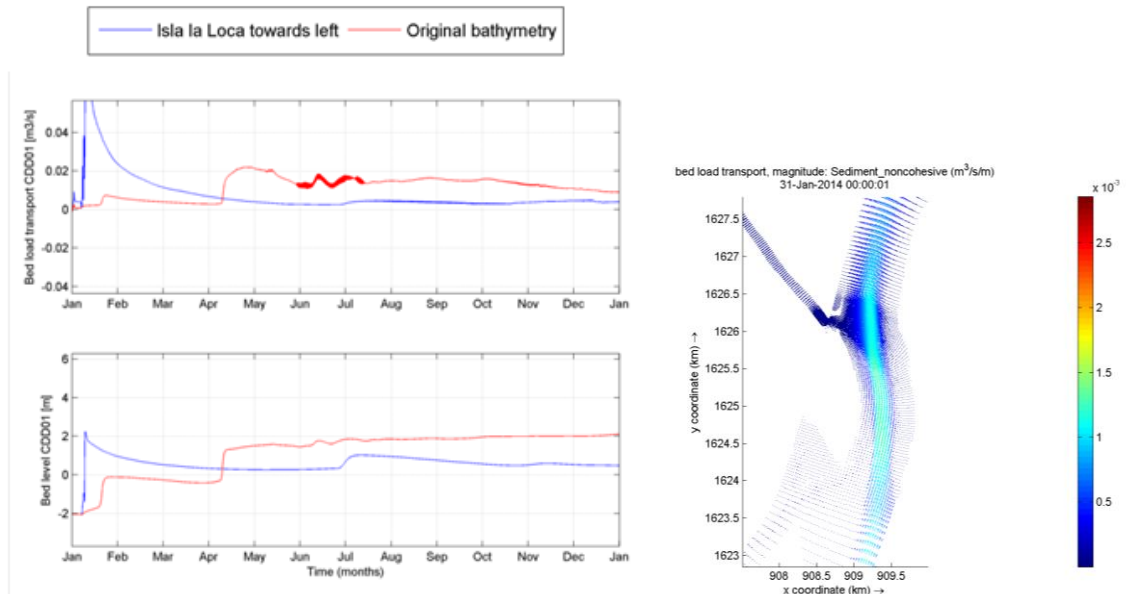 Isla la Loca towards left Original bathymetry
Bed load transport CDD01 [m3/s]
0.04
0.02
0
-0.02
-0.04
Jan Feb Mar Apr May Jun Jul Aug Sep Oct Nov Dec Jan
Bed level CDD01 [m]
6
4
2
0
-2
Jan Feb Mar Apr May Jun Jul Aug Sep Oct Nov Dec Jan
Time (months)
bed load transport, magnitude: Sediment_noncohesive (m³/s/m)
31-Jan-2014 00:00:01
y coordinate (km) →
1627.5
1627
1626.5
1626
1625.5
1625
1624.5
1624
1623.5
1623
908 908.5 909 909.5
x coordinate (km) →
x 10⁻³
2.5
2
1.5
1
0.5